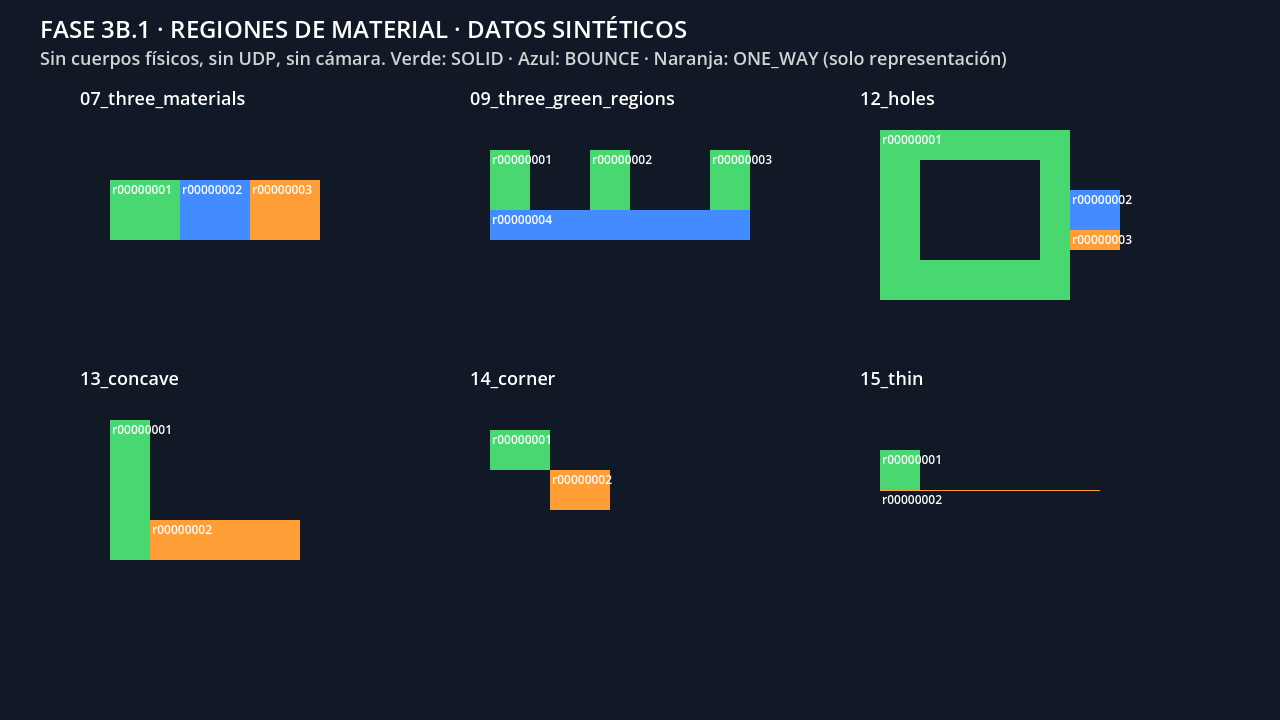 FASE 3B.1 · REGIONES DE MATERIAL · DATOS SINTÉTICOS
Sin cuerpos físicos, sin UDP, sin cámara. Verde: SOLID · Azul: BOUNCE · Naranja: ONE_WAY (solo representación)
07_three_materials
r00000001
r00000002
r00000003
09_three_green_regions
r00000001
r00000002
r00000003
r00000004
12_holes
r00000001
r00000002
r00000003
13_concave
r00000001
r00000002
14_corner
r00000001
r00000002
15_thin
r00000001
r00000002